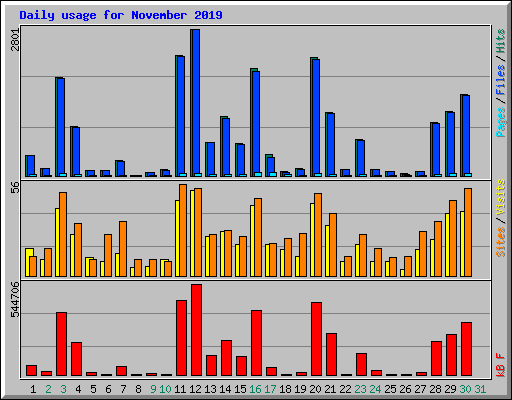 Daily usage for November 2019
2801
Pages / Files / Hits
56
Sites / Visits
544706
kB F
1 2 3 4 5 6 7 8 9 10 11 12 13 14 15 16 17 18 19 20 21 22 23 24 25 26 27 28 29 30 31